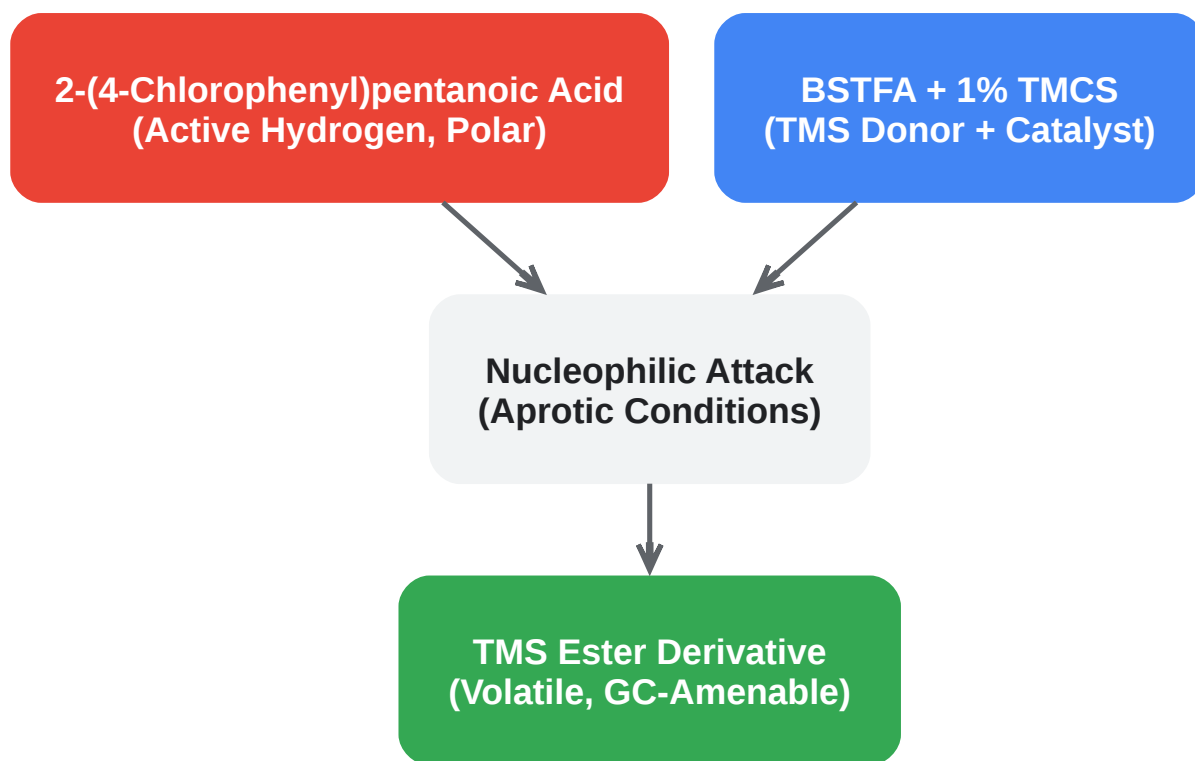 2-(4-Chlorophenyl)pentanoic Acid
(Active Hydrogen, Polar)
BSTFA + 1% TMCS
(TMS Donor + Catalyst)
Nucleophilic Attack
(Aprotic Conditions)
TMS Ester Derivative
(Volatile, GC-Amenable)